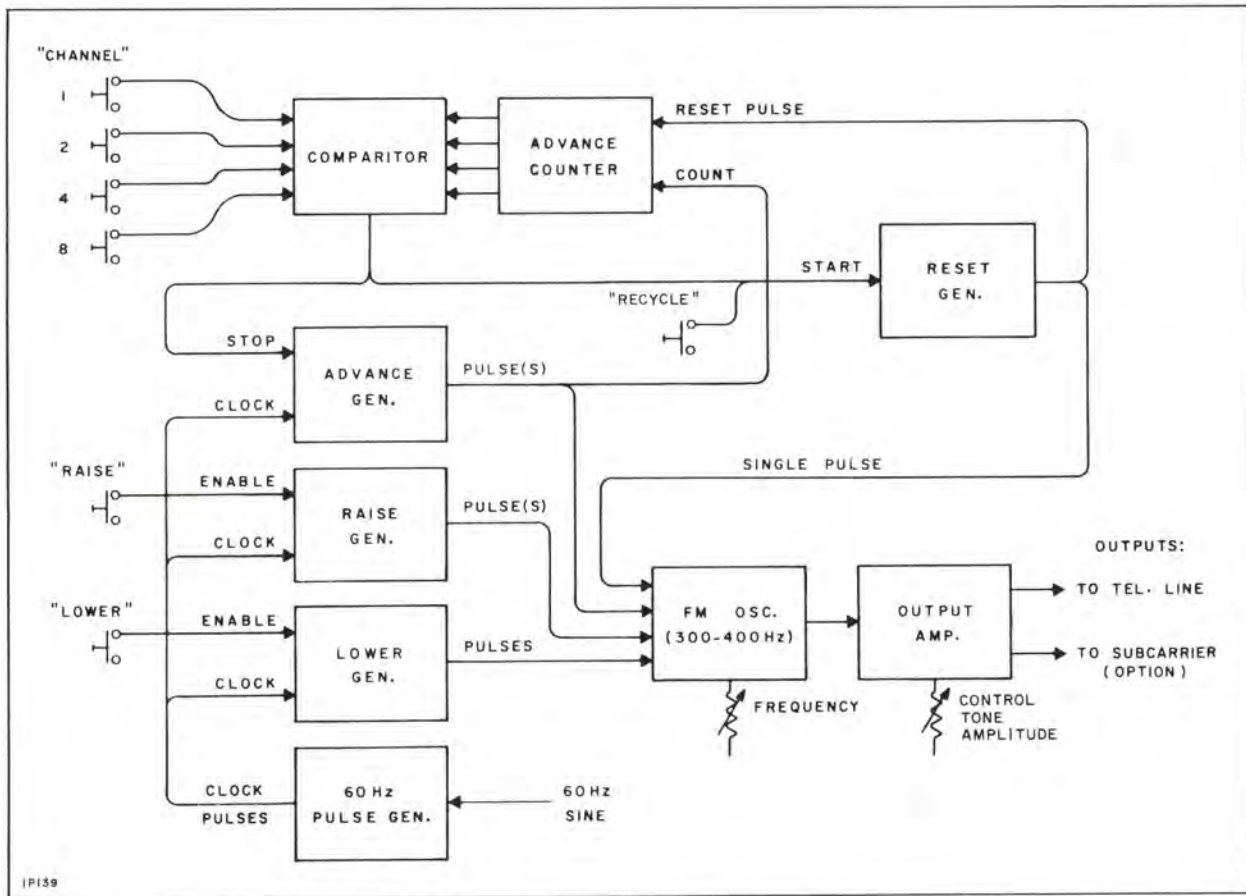 "CHANNEL"
1
2
4
8
COMPARITOR
ADVANCE
COUNTER
RESET PULSE
COUNT
START
RESET
GEN.
"RECYCLE"
STOP
CLOCK
ADVANCE
GEN.
PULSE(S)
"RAISE"
ENABLE
CLOCK
RAISE
GEN.
PULSE(S)
SINGLE PULSE
"LOWER"
ENABLE
CLOCK
LOWER
GEN.
PULSES
FM OSC.
(300-400Hz)
FREQUENCY
OUTPUT
AMP.
CONTROL
TONE
AMPLITUDE
OUTPUTS:
TO TEL. LINE
TO SUBCARRIER
(OPTION)
CLOCK
PULSES
60Hz
PULSE GEN.
60Hz
SINE
IP139